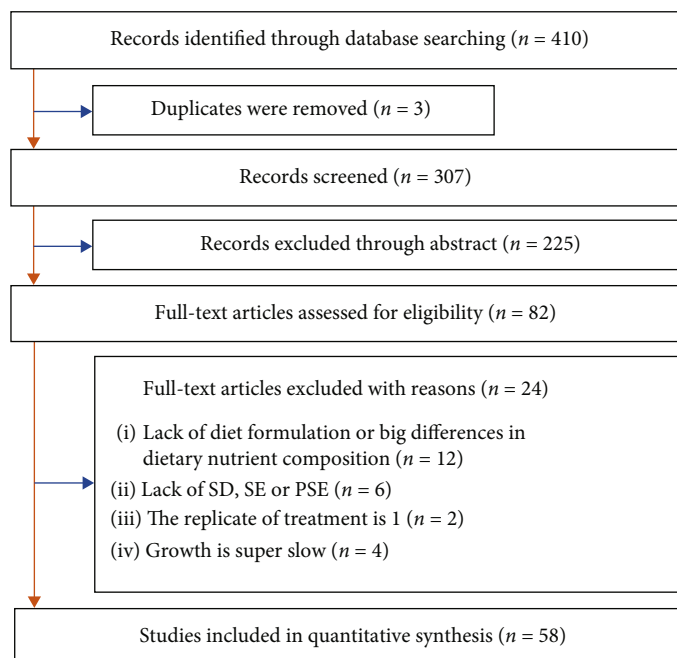 Records identified through database searching (n = 410)
Duplicates were removed (n = 3)
Records screened (n = 307)
Records excluded through abstract (n = 225)
Full-text articles assessed for eligibility (n = 82)
Full-text articles excluded with reasons (n = 24)
(i) Lack of diet formulation or big differences in
dietary nutrient composition (n = 12)
(ii) Lack of SD, SE or PSE (n = 6)
(iii) The replicate of treatment is 1 (n = 2)
(iv) Growth is super slow (n = 4)
Studies included in quantitative synthesis (n = 58)